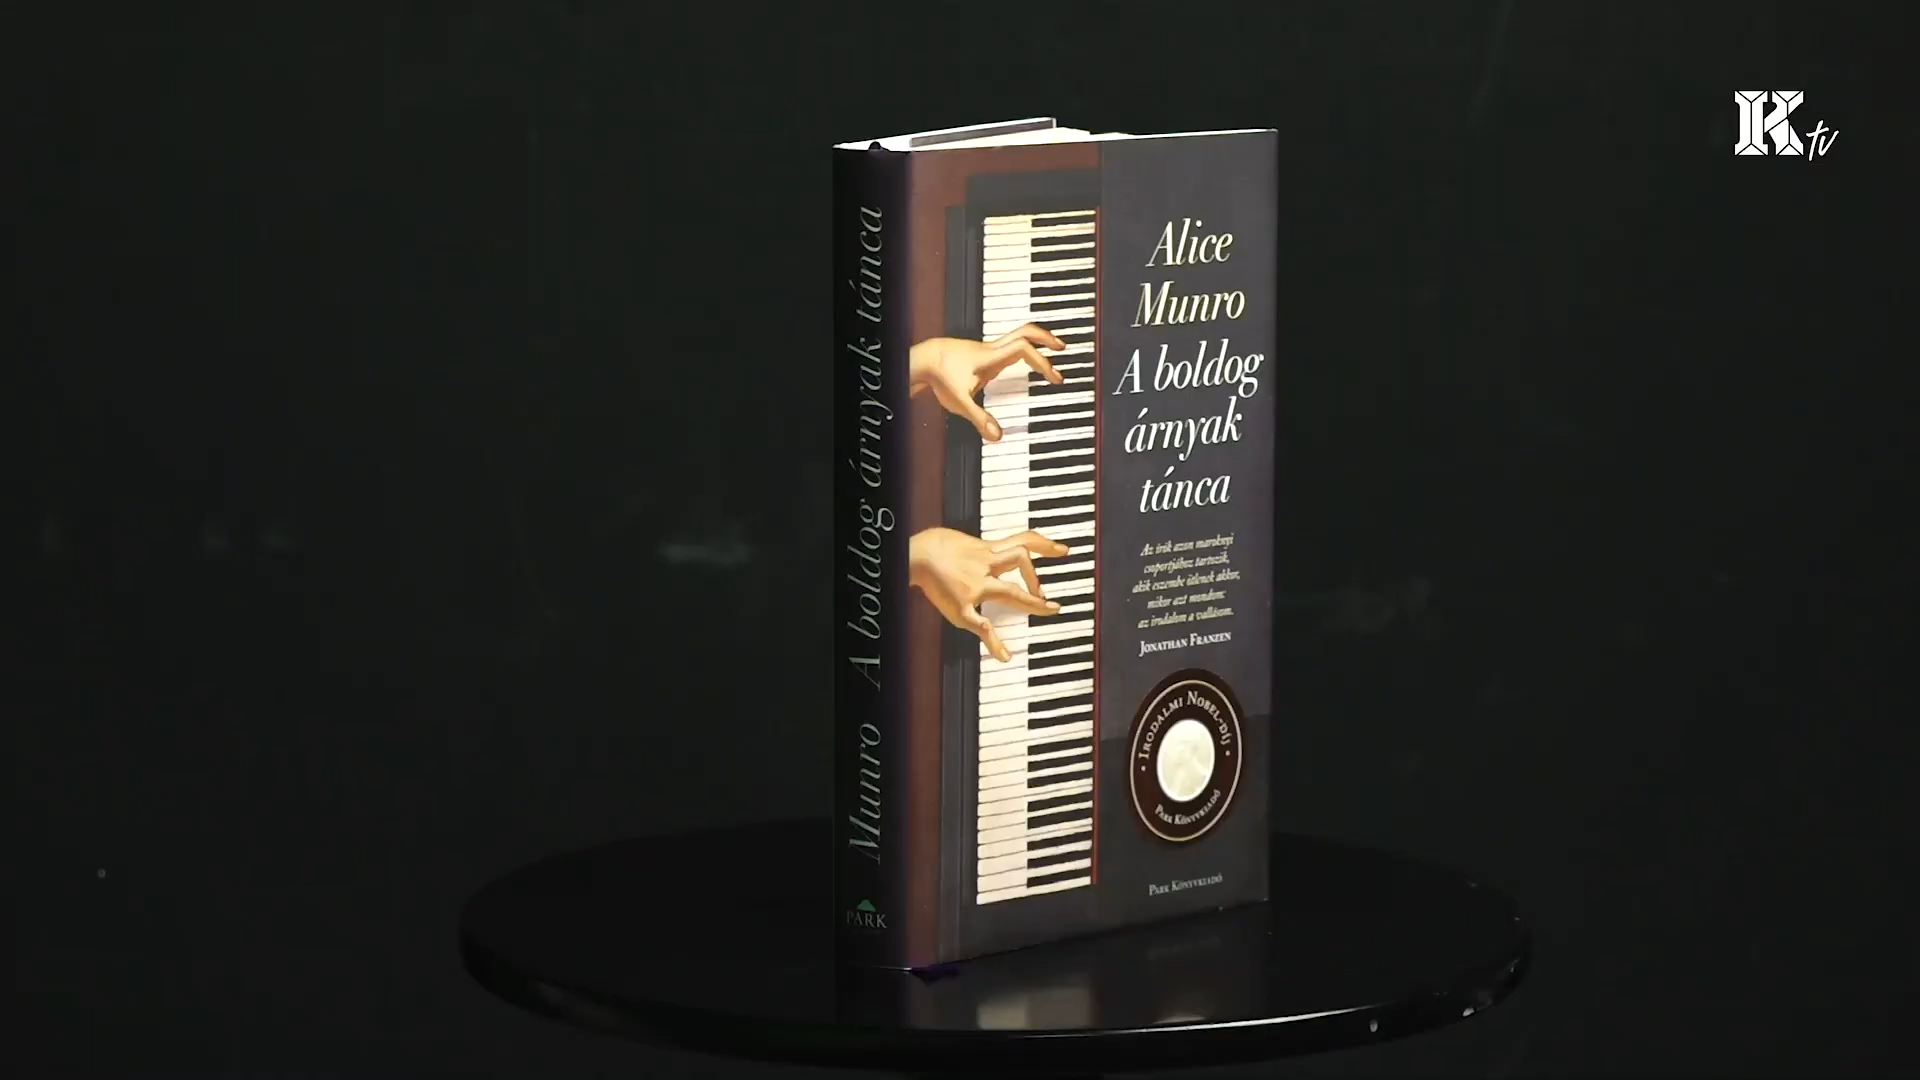 K tv
Munro A boldog árnyak tánca
PARK
Alice
Munro
A boldog
árnyak
tánca
Az írók azon maroknyi
csoportjához tartozik,
akik eszembe ötlenek akkor,
mikor azt mondom:
az irodalom a vallásom.
JONATHAN FRANZEN
• IRODALMI NOBEL-DÍJ •
PARK KÖNYVKIADÓ
PARK KÖNYVKIADÓ